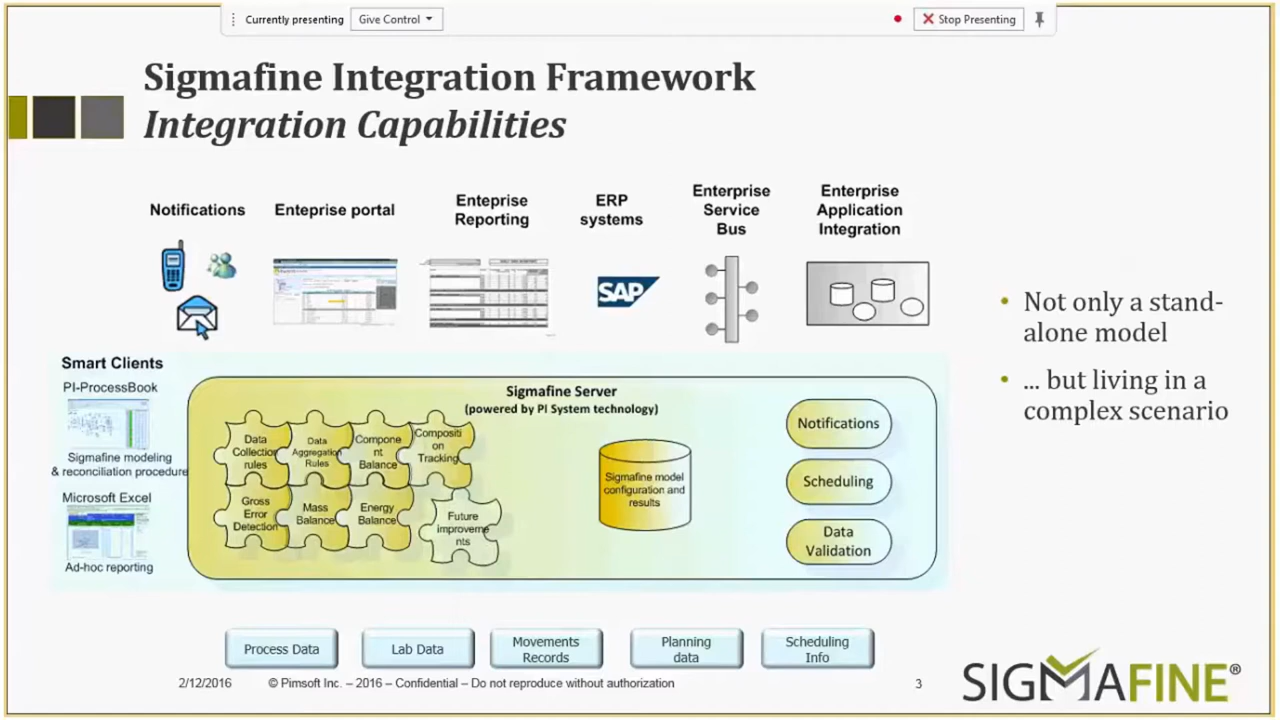 Currently presenting
Give Control
Stop Presenting
Sigmafine Integration Framework
Integration Capabilities
Notifications
Enteprise portal
Enteprise
Reporting
ERP
systems
Enterprise
Service
Bus
Enterprise
Application
Integration
SAP
Not only a stand-
alone model
... but living in a
complex scenario
Smart Clients
PI-ProcessBook
Sigmafine modeling
& reconciliation procedure
Microsoft Excel
Ad-hoc reporting
Sigmafine Server
(powered by PI System technology)
Data
Collection
rules
Data
Aggregation
Rules
Compone
nt
Balance
Compositi
on
Tracking
Gross
Error
Detection
Mass
Balance
Energy
Balance
Future
improveme
nts
Sigmafine model
configuration and
results
Notifications
Scheduling
Data
Validation
Process Data
Lab Data
Movements
Records
Planning
data
Scheduling
Info
2/12/2016
© Pimsoft Inc. – 2016 – Confidential – Do not reproduce without authorization
3
SIGMAFINE®